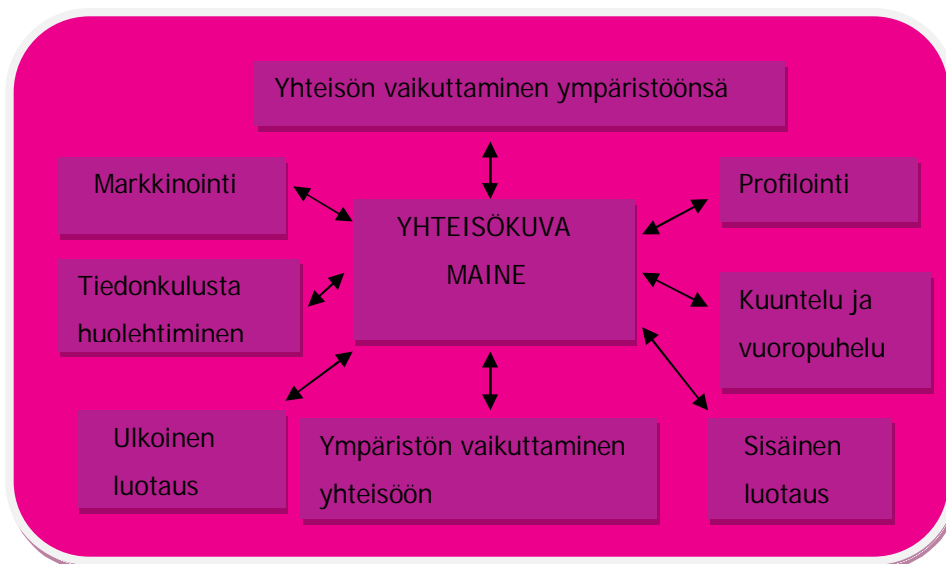 Yhteisön vaikuttaminen ympäristöönsä
Markkinointi
Profilointi
YHTEISÖKUVA
MAINE
Tiedonkulusta
huolehtiminen
Kuuntelu ja
vuoropuhelu
Ulkoinen
luotaus
Ympäristön vaikuttaminen
yhteisöön
Sisäinen
luotaus